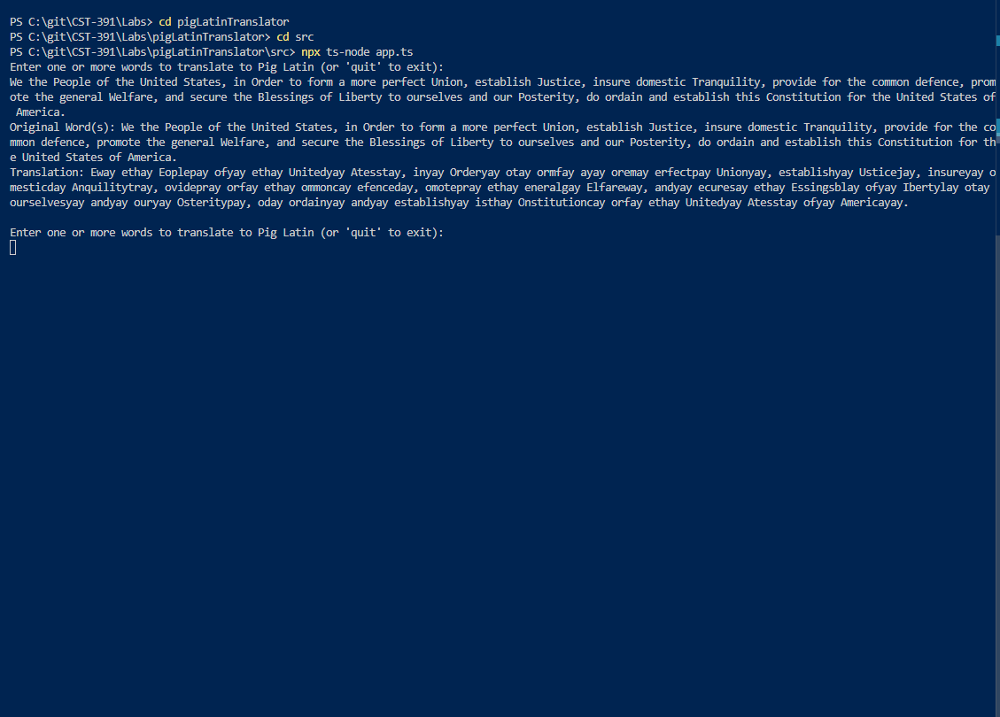 PS C:\git\CST-391\Labs> cd pigLatinTranslator
PS C:\git\CST-391\Labs\pigLatinTranslator> cd src
PS C:\git\CST-391\Labs\pigLatinTranslator\src> npx ts-node app.ts
Enter one or more words to translate to Pig Latin (or 'quit' to exit):
We the People of the United States, in Order to form a more perfect Union, establish Justice, insure domestic Tranquility, provide for the common defence, prom
ote the general Welfare, and secure the Blessings of Liberty to ourselves and our Posterity, do ordain and establish this Constitution for the United States of
 America.
Original Word(s): We the People of the United States, in Order to form a more perfect Union, establish Justice, insure domestic Tranquility, provide for the co
mmon defence, promote the general Welfare, and secure the Blessings of Liberty to ourselves and our Posterity, do ordain and establish this Constitution for th
e United States of America.
Translation: Eway ethay Eoplepay ofyay ethay Unitedyay Atesstay, inyay Orderyay otay ormfay ayay oremay erfectpay Unionyay, establishyay Usticejay, insureyay o
mesticday Anquilitytray, ovidepray orfay ethay ommoncay efenceday, omotepray ethay eneralgay Elfareway, andyay ecuresay ethay Essingsblay ofyay Ibertylay otay
ourselvesyay andyay ouryay Osteritypay, oday ordainyay andyay establishyay isthay Onstitutioncay orfay ethay Unitedyay Atesstay ofyay Americayay.
Enter one or more words to translate to Pig Latin (or 'quit' to exit):